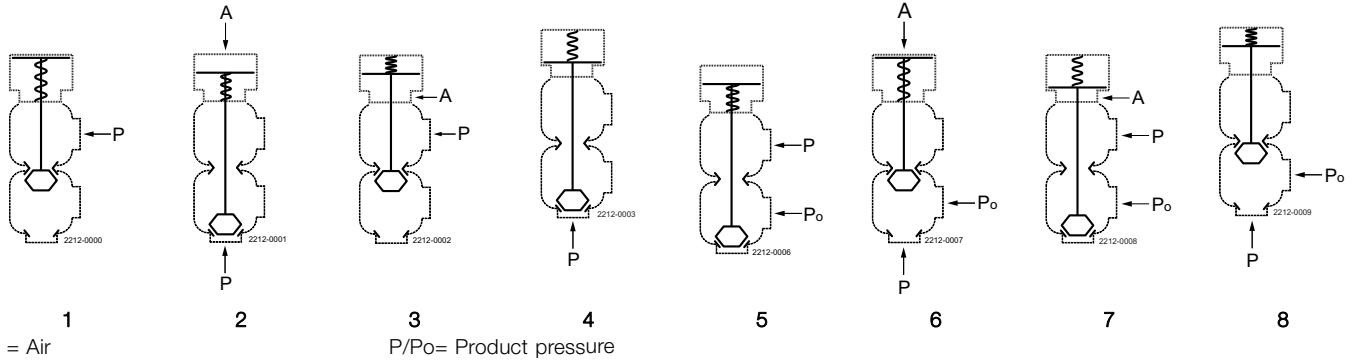 A
A
P
A
P
P
P
A
P
P
Po
Po
P
A
P
Po
Po
P
2212-0000
2212-0001
2212-0002
2212-0003
2212-0006
2212-0007
2212-0008
2212-0009
1 2 3 4 5 6 7 8
= Air P/Po= Product pressure